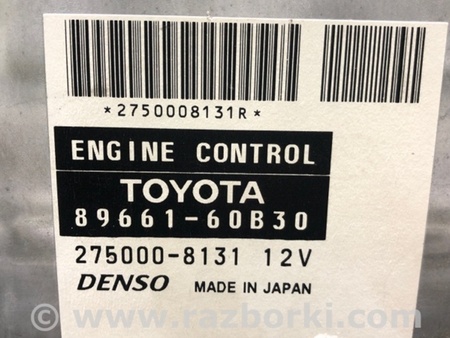 *2750008131R*
ENGINE CONTROL
TOYOTA
89661-60B30
275000-8131 12V
DENSO MADE IN JAPAN
© www.razborki.com